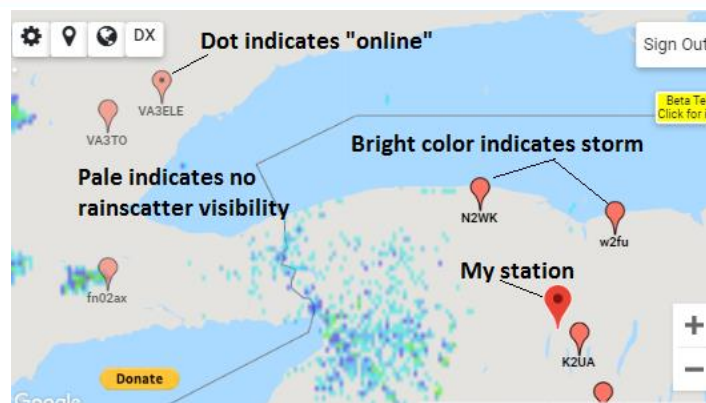 DX
Dot indicates "online"
Sign Out
VA3ELE
VA3TO
Beta Te
Click for i
Bright color indicates storm
Pale indicates no
rainscatter visibility
N2WK
w2fu
My station
fn02ax
K2UA
Donate
Google